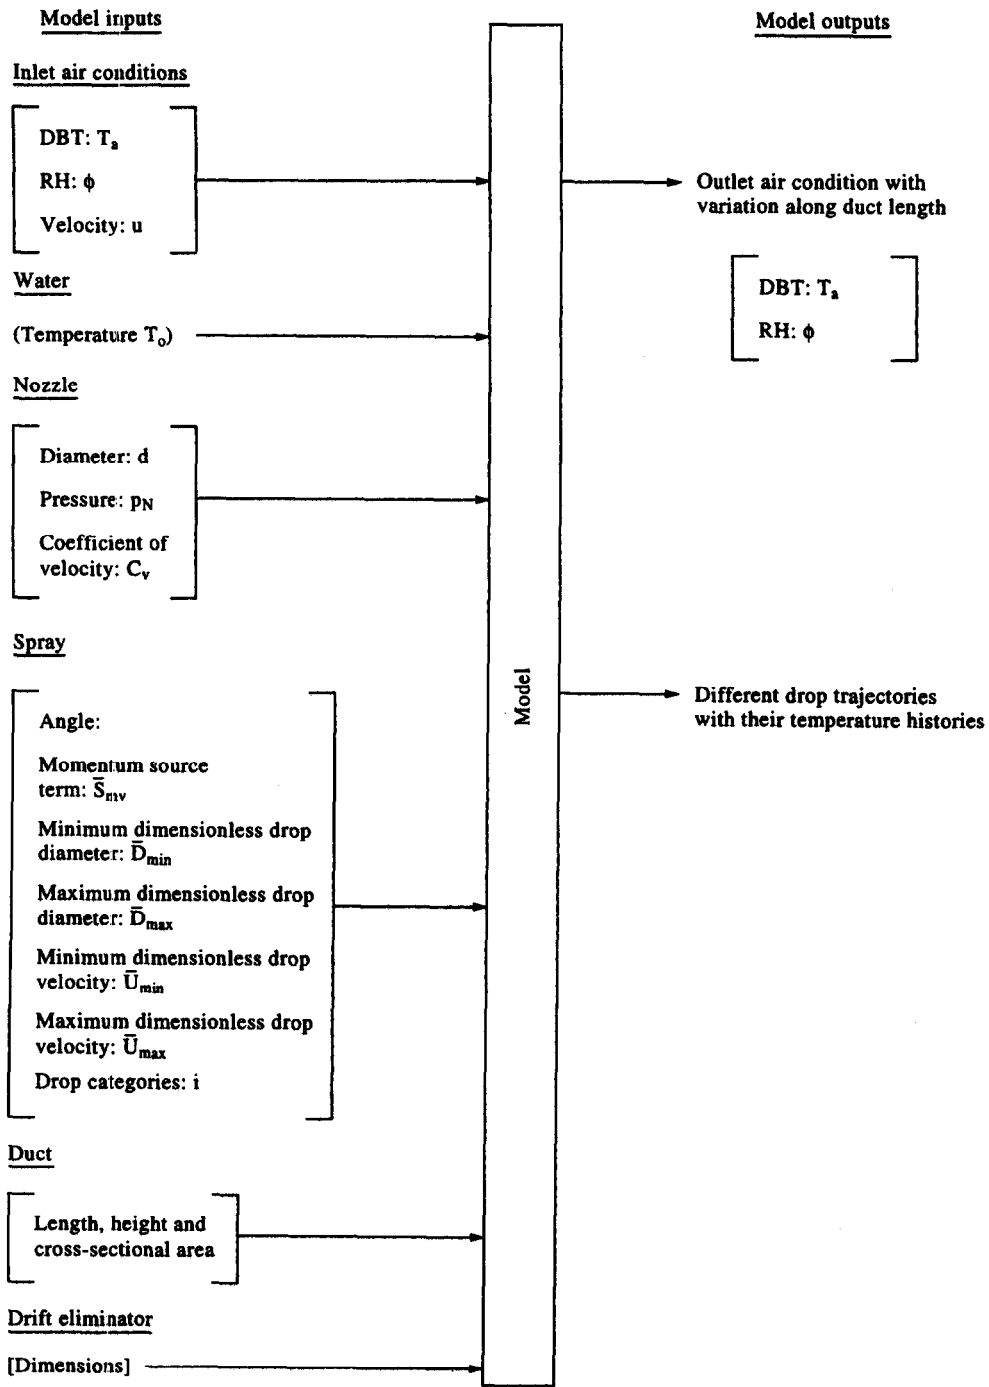 Model inputs
Inlet air conditions
DBT: Tₐ
RH: ϕ
Velocity: u
Water
(Temperature Tₒ)
Nozzle
Diameter: d
Pressure: p_N
Coefficient of
velocity: Cᵥ
Spray
Angle:
Momentum source
term: S̄_mv
Minimum dimensionless drop
diameter: D̄_min
Maximum dimensionless drop
diameter: D̄_max
Minimum dimensionless drop
velocity: Ū_min
Maximum dimensionless drop
velocity: Ū_max
Drop categories: i
Duct
Length, height and
cross-sectional area
Drift eliminator
[Dimensions]
Model
Model outputs
Outlet air condition with
variation along duct length
DBT: Tₐ
RH: ϕ
Different drop trajectories
with their temperature histories